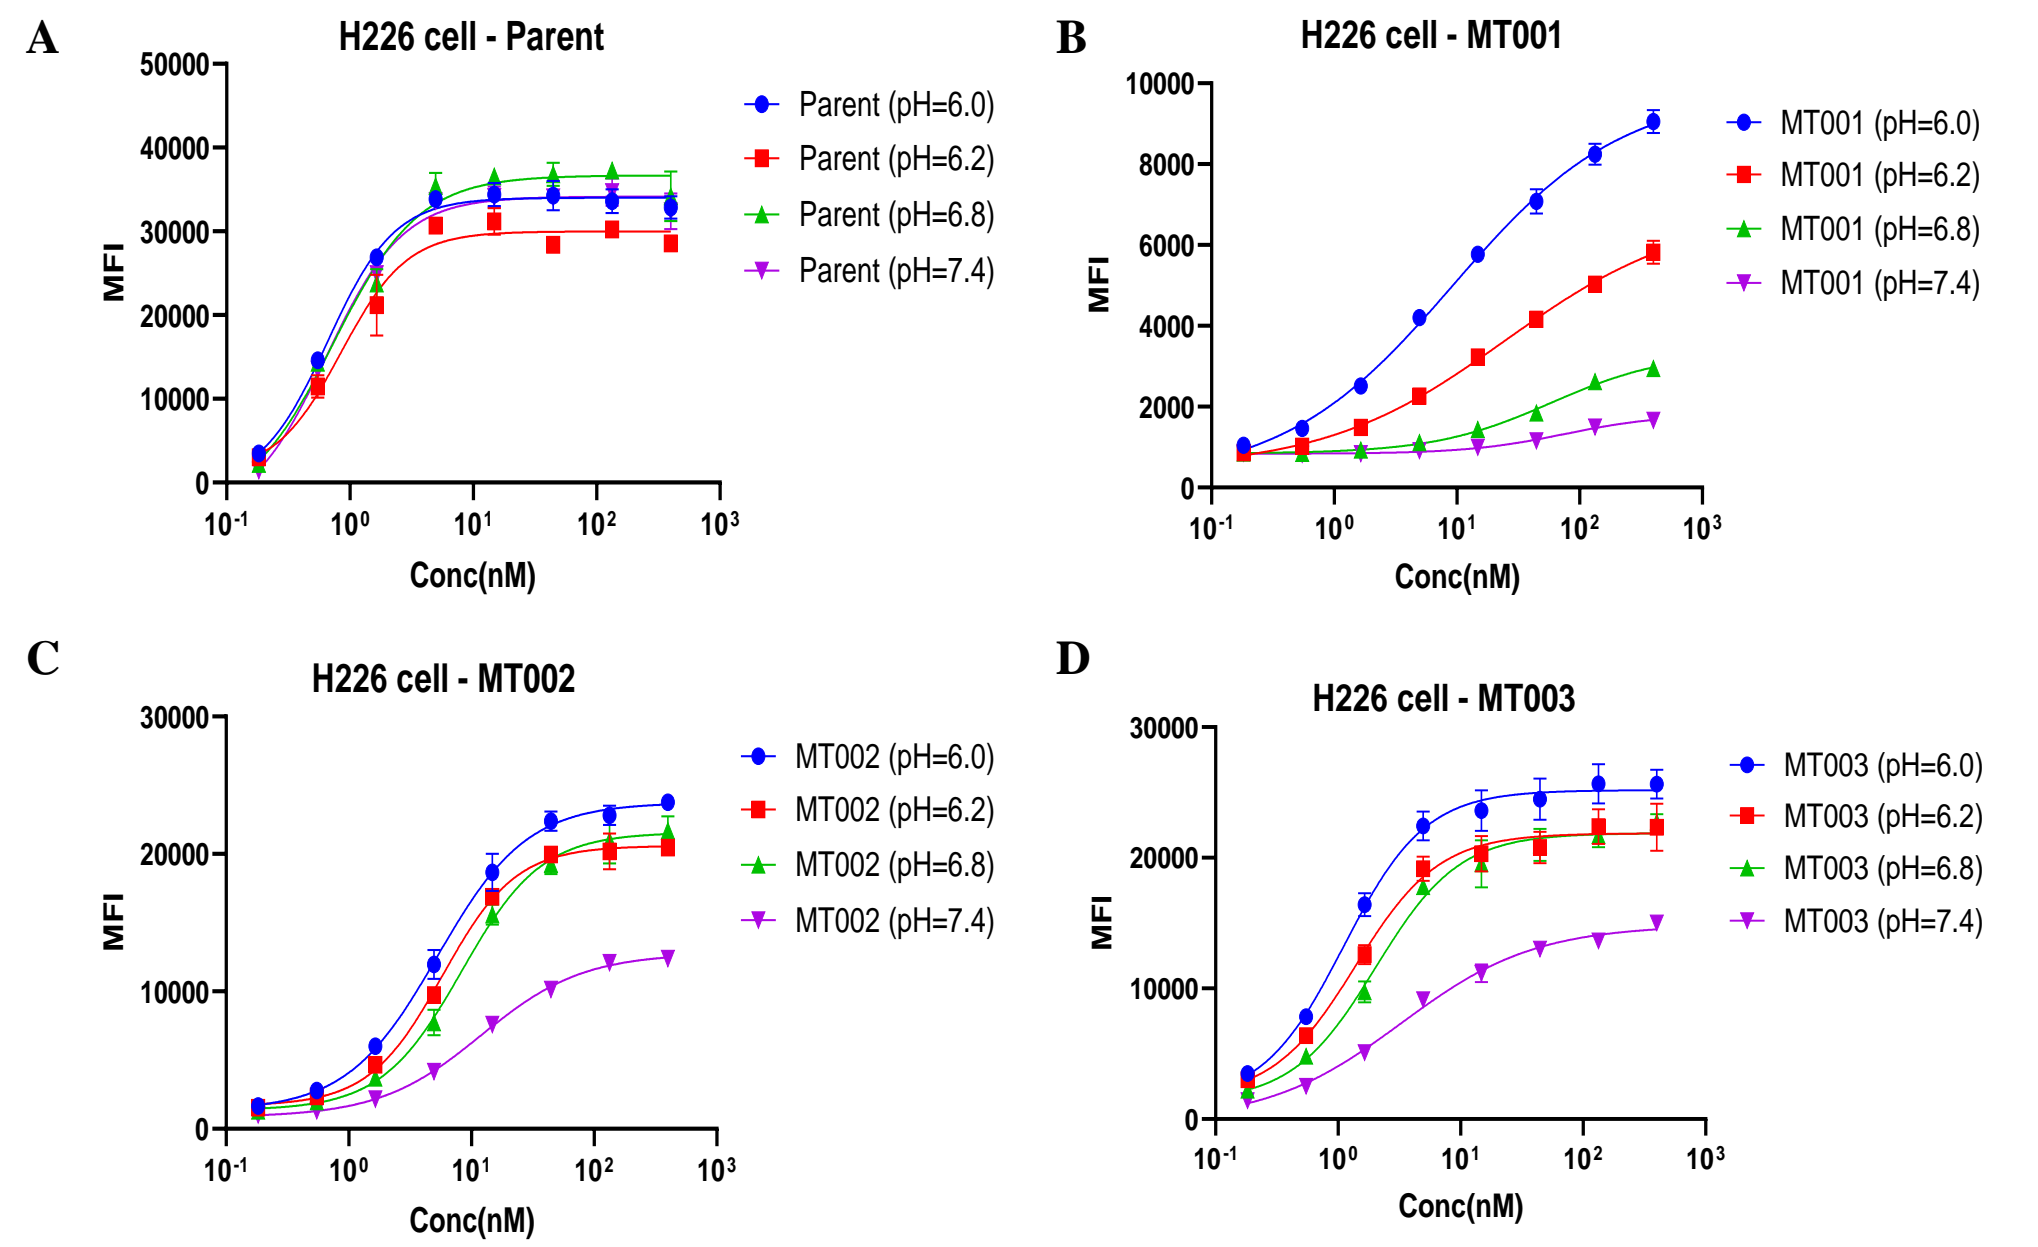 A
H226 cell - Parent
50000
40000
30000
20000
10000
0
MFI
10-1
100
101
102
103
Conc(nM)
Parent (pH=6.0)
Parent (pH=6.2)
Parent (pH=6.8)
Parent (pH=7.4)
B
H226 cell - MT001
10000
8000
6000
4000
2000
0
MFI
10-1
100
101
102
103
Conc(nM)
MT001 (pH=6.0)
MT001 (pH=6.2)
MT001 (pH=6.8)
MT001 (pH=7.4)
C
H226 cell - MT002
30000
20000
10000
0
MFI
10-1
100
101
102
103
Conc(nM)
MT002 (pH=6.0)
MT002 (pH=6.2)
MT002 (pH=6.8)
MT002 (pH=7.4)
D
H226 cell - MT003
30000
20000
10000
0
MFI
10-1
100
101
102
103
Conc(nM)
MT003 (pH=6.0)
MT003 (pH=6.2)
MT003 (pH=6.8)
MT003 (pH=7.4)